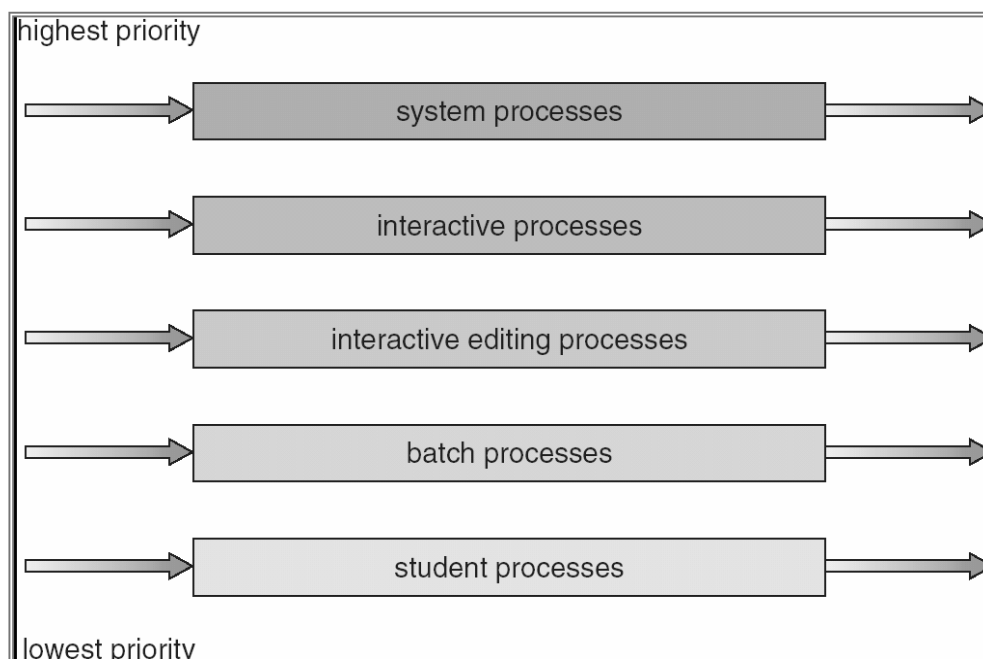 highest priority
system processes
interactive processes
interactive editing processes
batch processes
student processes
lowest priority